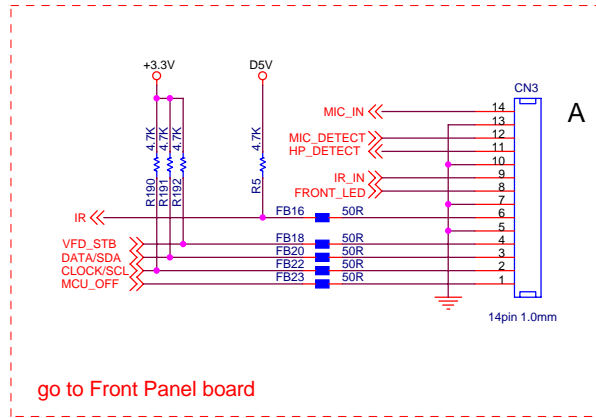 +3.3V
D5V
CN3
A
MIC_IN
14
13
MIC_DETECT
12
HP_DETECT
11
10
IR_IN
9
FRONT_LED
8
7
4.7K
4.7K
4.7K
4.7K
R190
R191
R192
R5
IR
FB16
50R
6
5
VFD_STB
FB18
50R
4
DATA/SDA
FB20
50R
3
CLOCK/SCL
FB22
50R
2
MCU_OFF
FB23
50R
1
14pin 1.0mm
go to Front Panel board